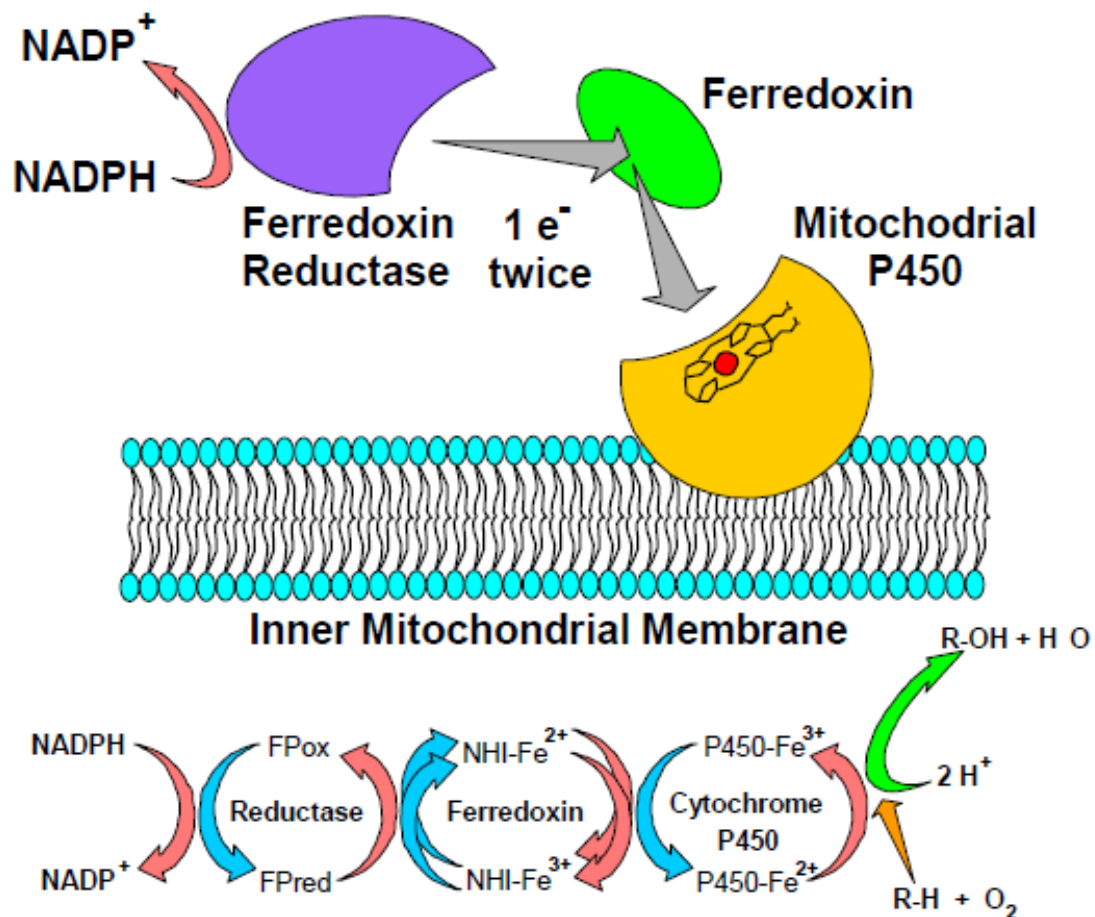 NADP+
NADPH
Ferredoxin
Reductase
1 e-
twice
Ferredoxin
Mitochodrial
P450
Inner Mitochondrial Membrane
R-OH + H O
NADPH
FPox
NHI-Fe2+
P450-Fe3+
2 H+
Reductase
Ferredoxin
Cytochrome
P450
NADP+
FPred
NHI-Fe3+
P450-Fe2+
R-H + O2